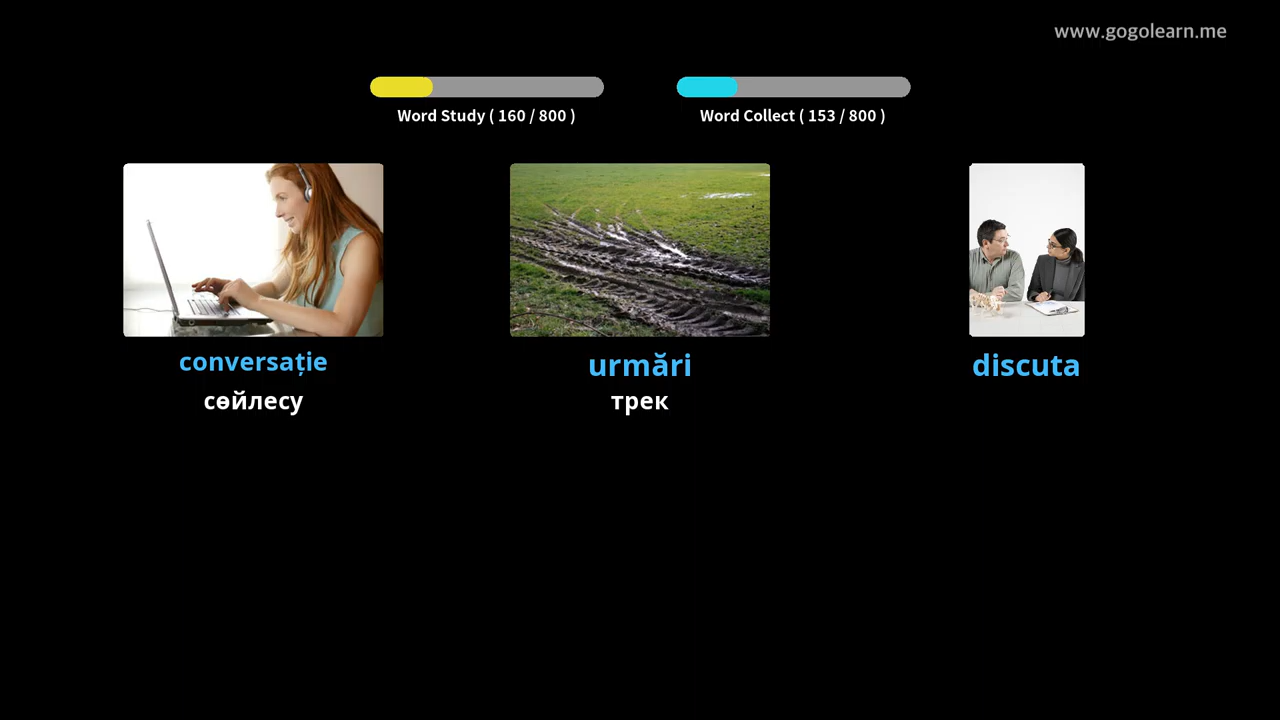 www.gogolearn.me
Word Study ( 160 / 800 )
Word Collect ( 153 / 800 )
conversație
urmări
discuta
сөйлесу
трек